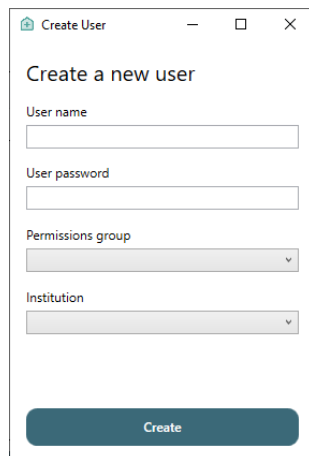 Create User
Create a new user
User name
User password
Permissions group
Institution
Create